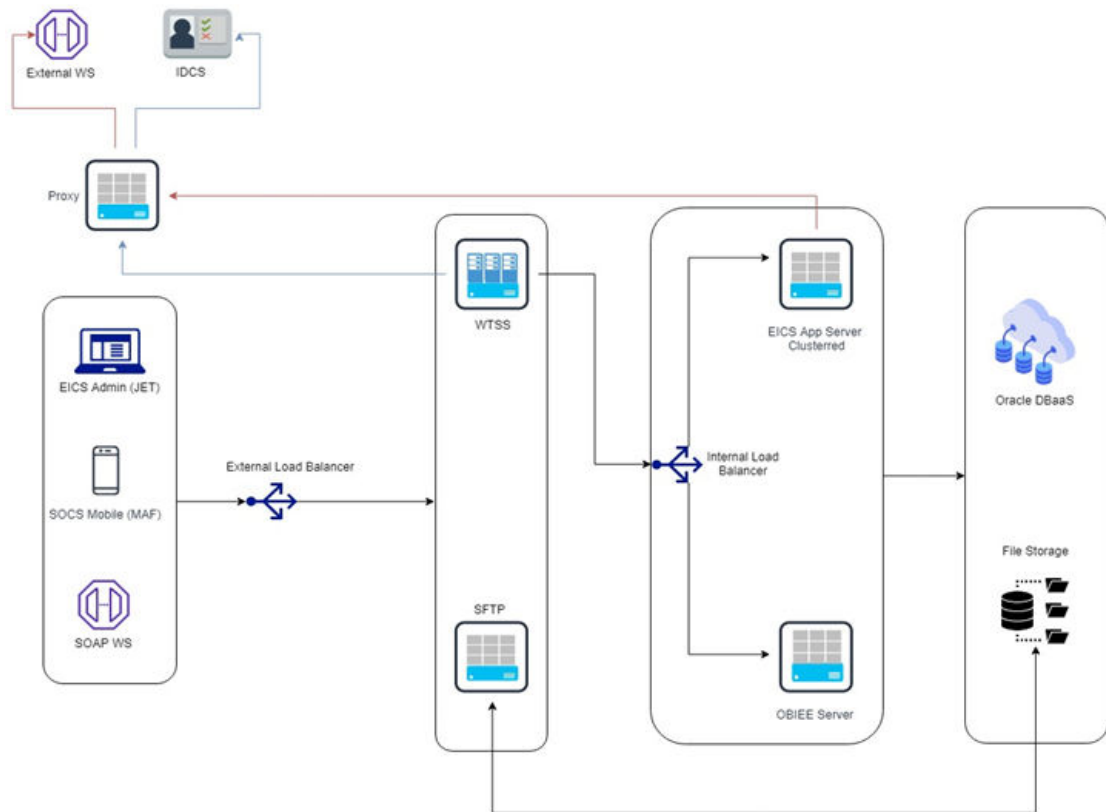 External WS
IDCS
Proxy
WTSS
EICS App Server
Clusterred
EICS Admin (JET)
Oracle DBaaS
External Load Balancer
Internal Load
Balancer
SOCS Mobile (MAF)
File Storage
SFTP
SOAP WS
OBIEE Server